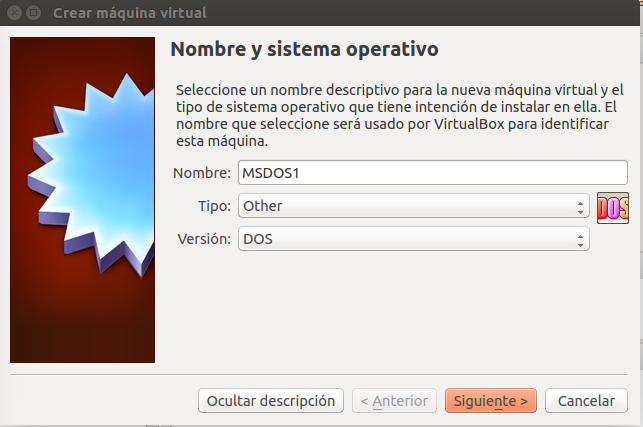 Crear máquina virtual
Nombre y sistema operativo
Seleccione un nombre descriptivo para la nueva máquina virtual y el
tipo de sistema operativo que tiene intención de instalar en ella. El
nombre que seleccione será usado por VirtualBox para identificar
esta máquina.
Nombre: MSDOS1
Tipo: Other
DOS
Versión: DOS
Ocultar descripción < Anterior Siguiente > Cancelar